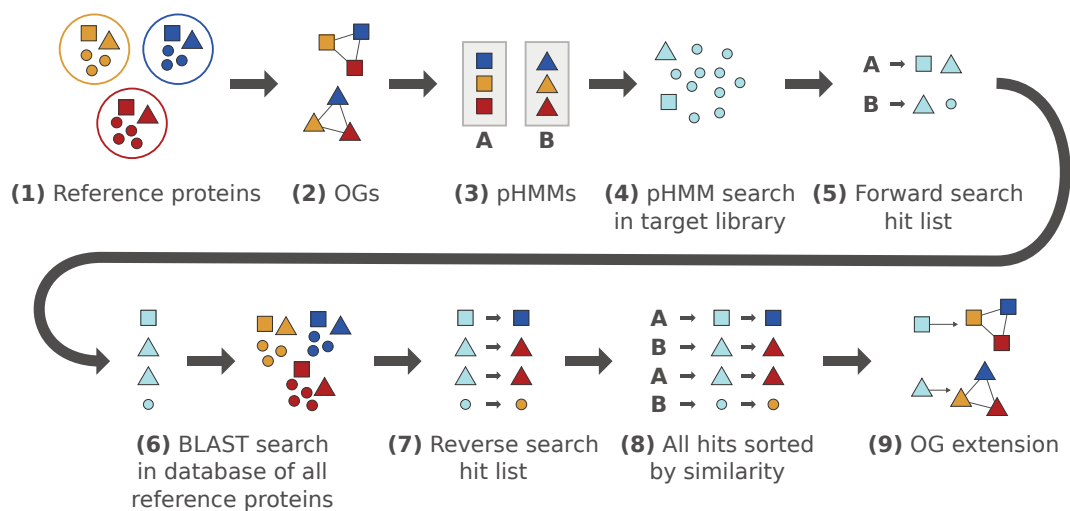 A B
A
B
(1) Reference proteins
(2) OGs
(3) pHMMs
(4) pHMM search
in target library
(5) Forward search
hit list
A
B
A
B
(6) BLAST search
in database of all
reference proteins
(7) Reverse search
hit list
(8) All hits sorted
by similarity
(9) OG extension